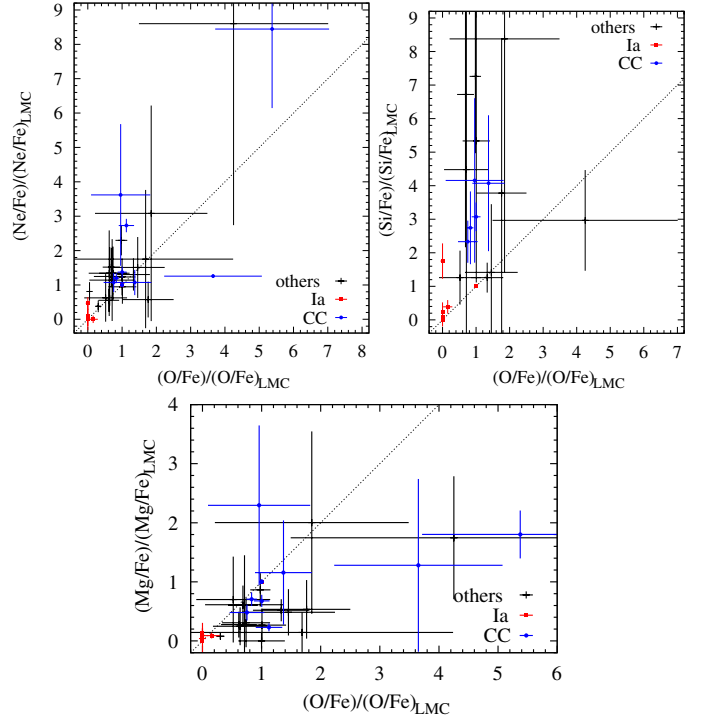 9
8
7
6
5
4
3
2
1
0
(Ne/Fe)/(Ne/Fe)LMC
others
Ia
CC
0 1 2 3 4 5 6 7 8
(O/Fe)/(O/Fe)LMC
9
8
7
6
5
4
3
2
1
0
(Si/Fe)/(Si/Fe)LMC
others
Ia
CC
0 1 2 3 4 5 6 7
(O/Fe)/(O/Fe)LMC
4
3
2
1
0
(Mg/Fe)/(Mg/Fe)LMC
others
Ia
CC
0 1 2 3 4 5 6
(O/Fe)/(O/Fe)LMC